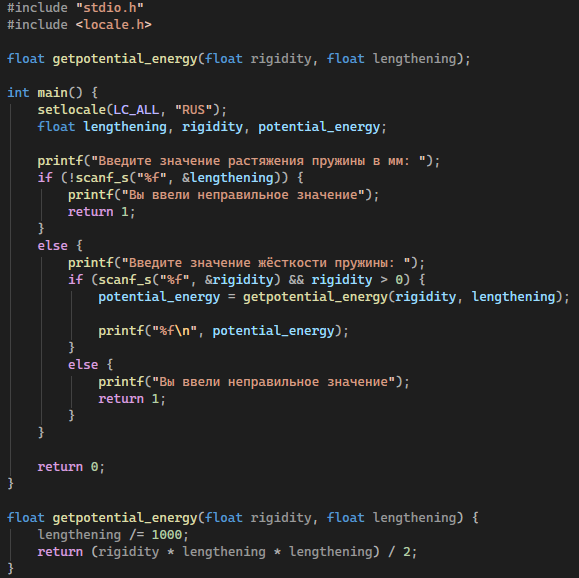 #include "stdio.h"
#include <locale.h>

float getpotential_energy(float rigidity, float lengthening);

int main() {
    setlocale(LC_ALL, "RUS");
    float lengthening, rigidity, potential_energy;

    printf("Введите значение растяжения пружины в мм: ");
    if (!scanf_s("%f", &lengthening)) {
        printf("Вы ввели неправильное значение");
        return 1;
    }
    else {
        printf("Введите значение жёсткости пружины: ");
        if (scanf_s("%f", &rigidity) && rigidity > 0) {
            potential_energy = getpotential_energy(rigidity, lengthening);

            printf("%f\n", potential_energy);
        }
        else {
            printf("Вы ввели неправильное значение");
            return 1;
        }
    }

    return 0;
}

float getpotential_energy(float rigidity, float lengthening) {
    lengthening /= 1000;
    return (rigidity * lengthening * lengthening) / 2;
}